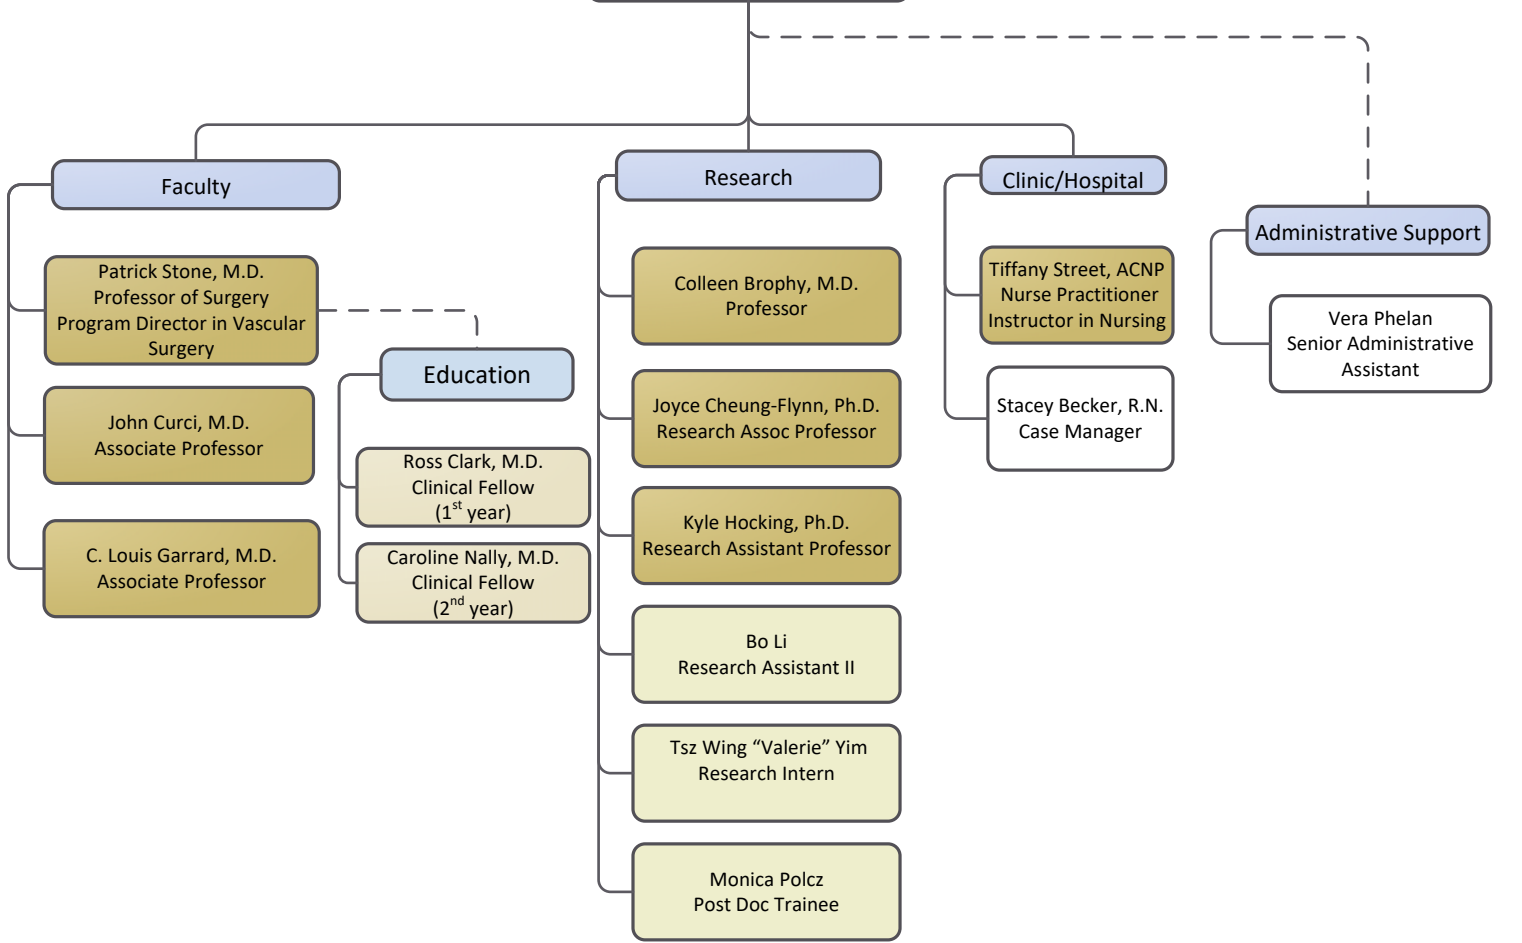 Faculty
Patrick Stone, M.D.
Professor of Surgery
Program Director in Vascular
Surgery
John Curci, M.D.
Associate Professor
C. Louis Garrard, M.D.
Associate Professor
Education
Ross Clark, M.D.
Clinical Fellow
(1st year)
Caroline Nally, M.D.
Clinical Fellow
(2nd year)
Research
Colleen Brophy, M.D.
Professor
Joyce Cheung-Flynn, Ph.D.
Research Assoc Professor
Kyle Hocking, Ph.D.
Research Assistant Professor
Bo Li
Research Assistant II
Tsz Wing “Valerie” Yim
Research Intern
Monica Polcz
Post Doc Trainee
Clinic/Hospital
Tiffany Street, ACNP
Nurse Practitioner
Instructor in Nursing
Stacey Becker, R.N.
Case Manager
Administrative Support
Vera Phelan
Senior Administrative
Assistant